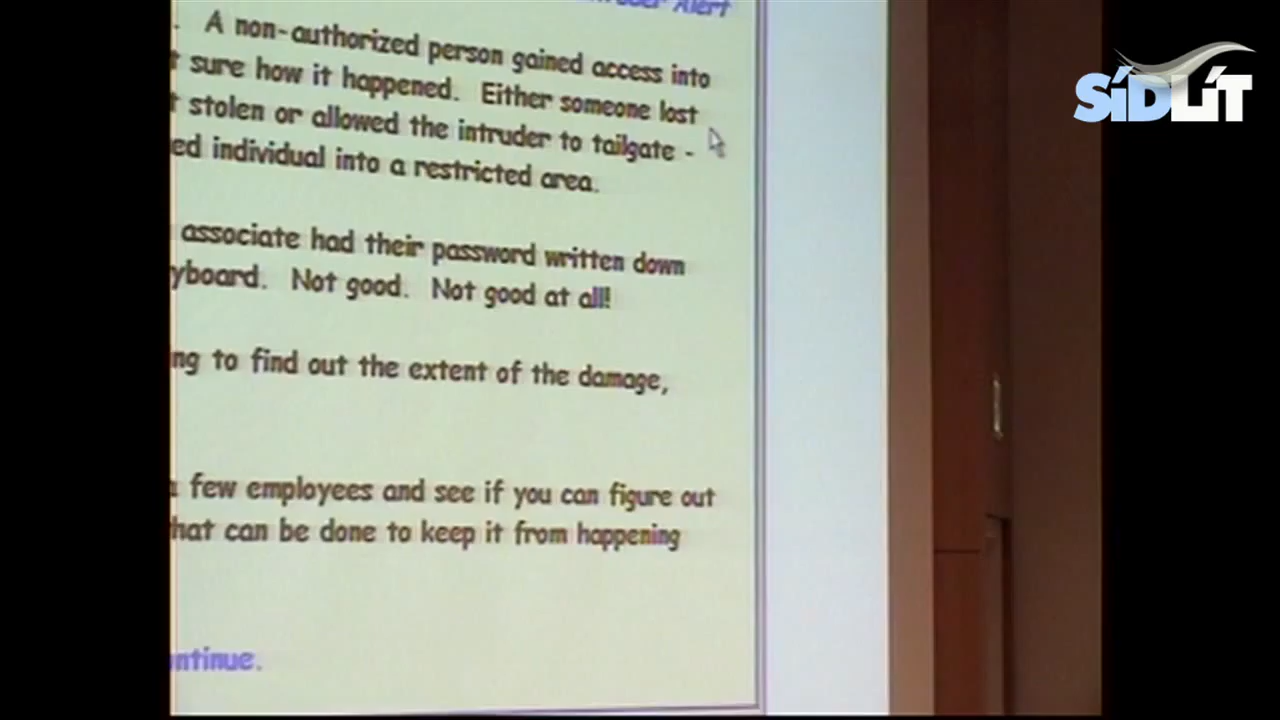 Alert
SIDLIT
. A non-authorized person gained access into
sure how it happened. Either someone lost
stolen or allowed the intruder to tailgate -
ed individual into a restricted area.
associate had their password written down
yboard. Not good. Not good at all!
ng to find out the extent of the damage,
few employees and see if you can figure out
hat can be done to keep it from happening
ontinue.